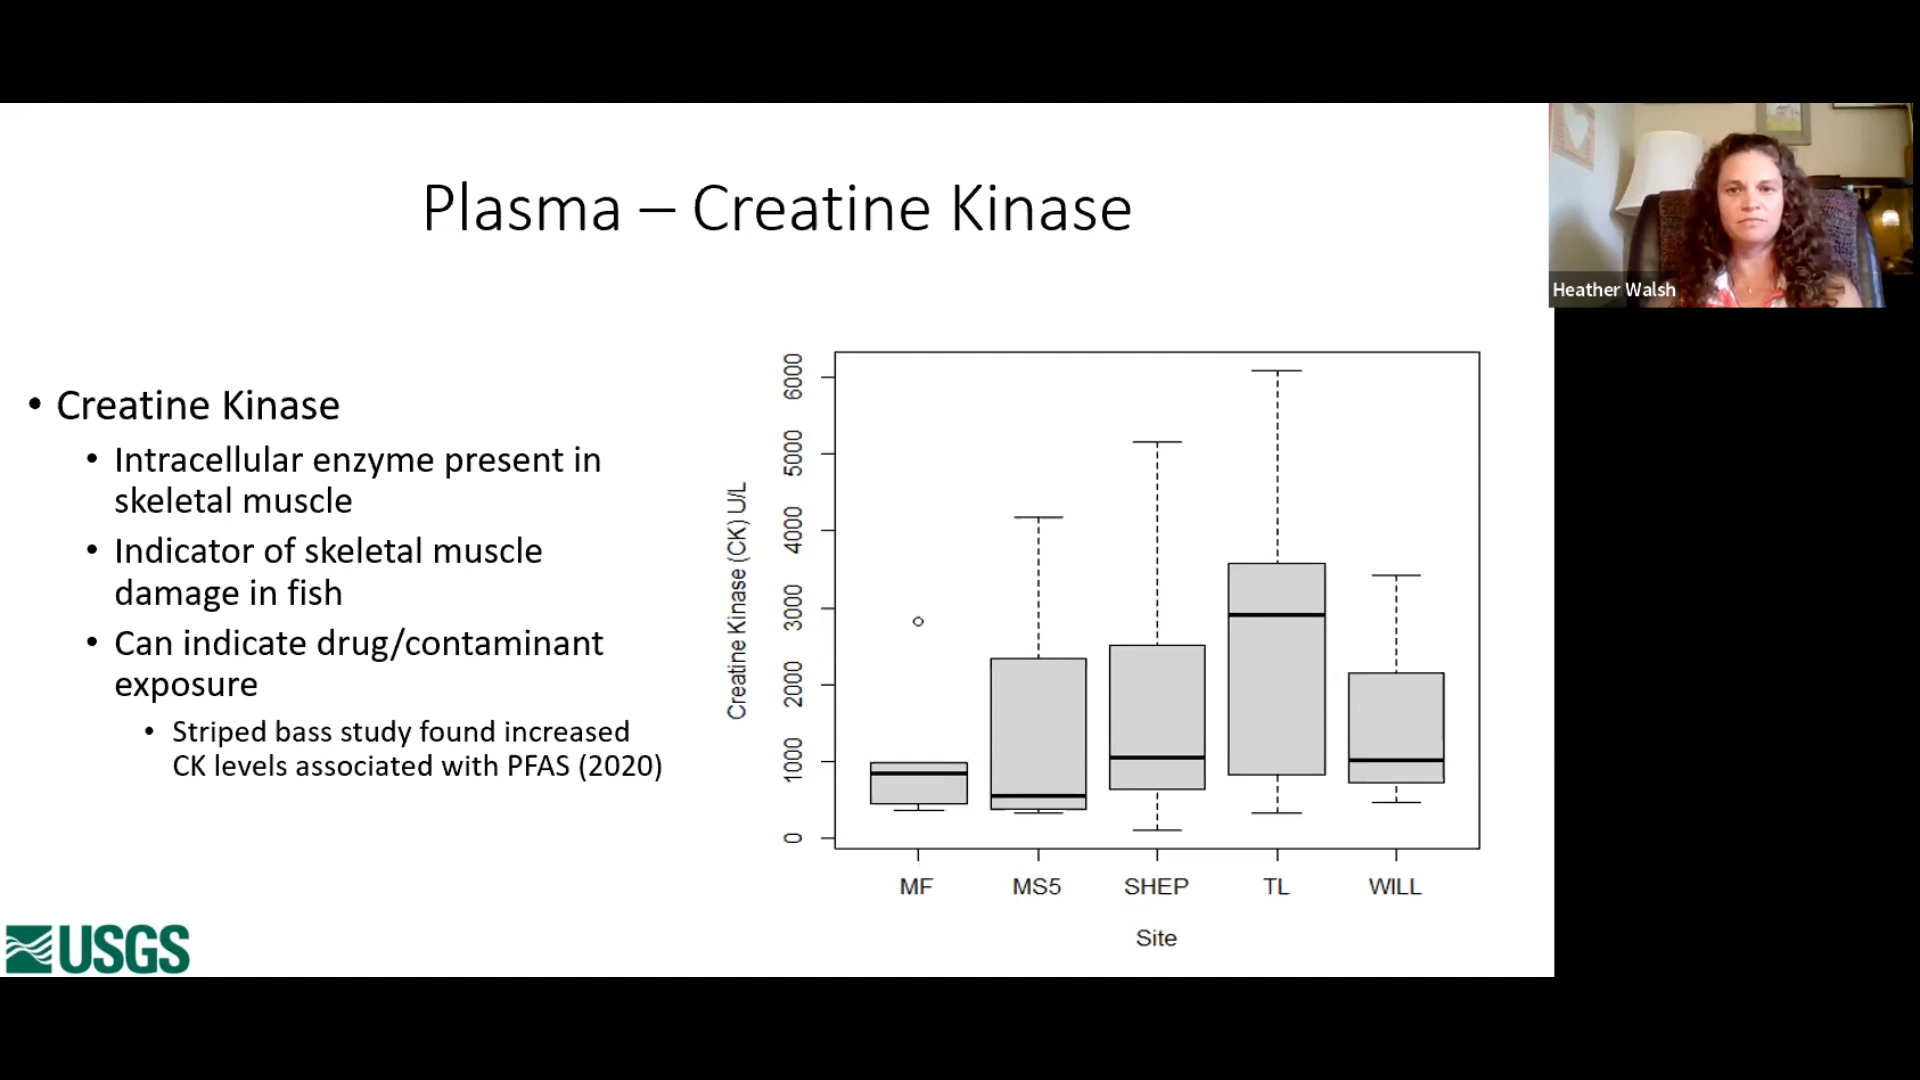 Plasma – Creatine Kinase
Heather Walsh
• Creatine Kinase
• Intracellular enzyme present in
skeletal muscle
• Indicator of skeletal muscle
damage in fish
• Can indicate drug/contaminant
exposure
• Striped bass study found increased
CK levels associated with PFAS (2020)
Creatine Kinase (CK) U/L
6000
5000
4000
3000
2000
1000
0
MF MS5 SHEP TL WILL
Site
USGS